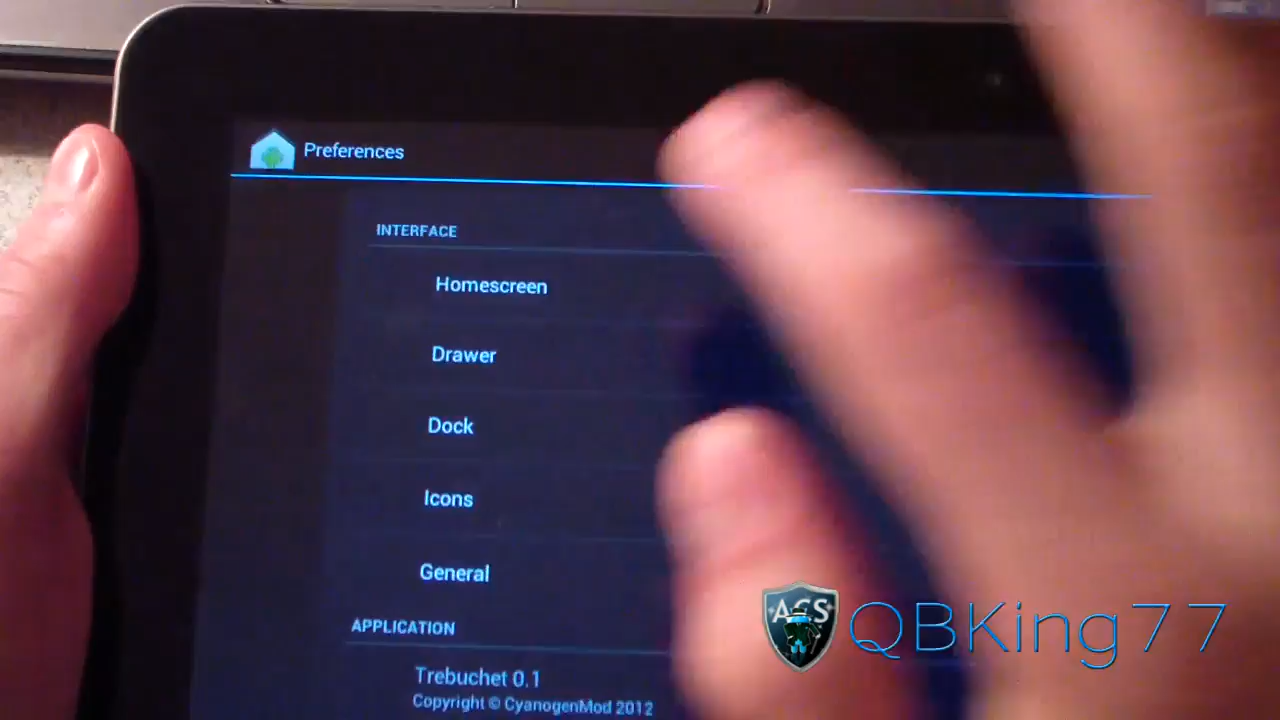 Preferences
INTERFACE
Homescreen
Drawer
Dock
Icons
General
APPLICATION
Trebuchet 0.1
Copyright © CyanogenMod 2012
ACS
QBKing77